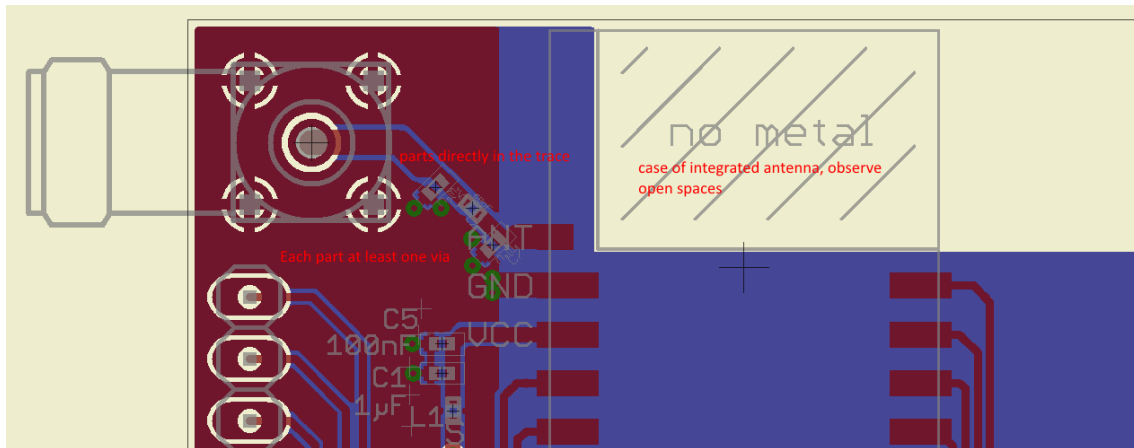 no metal
parts directly in the trace
case of integrated antenna, observe
open spaces
ANT
Each part at least one via
GND
C5
100nF
VCC
C1
1µF
L1